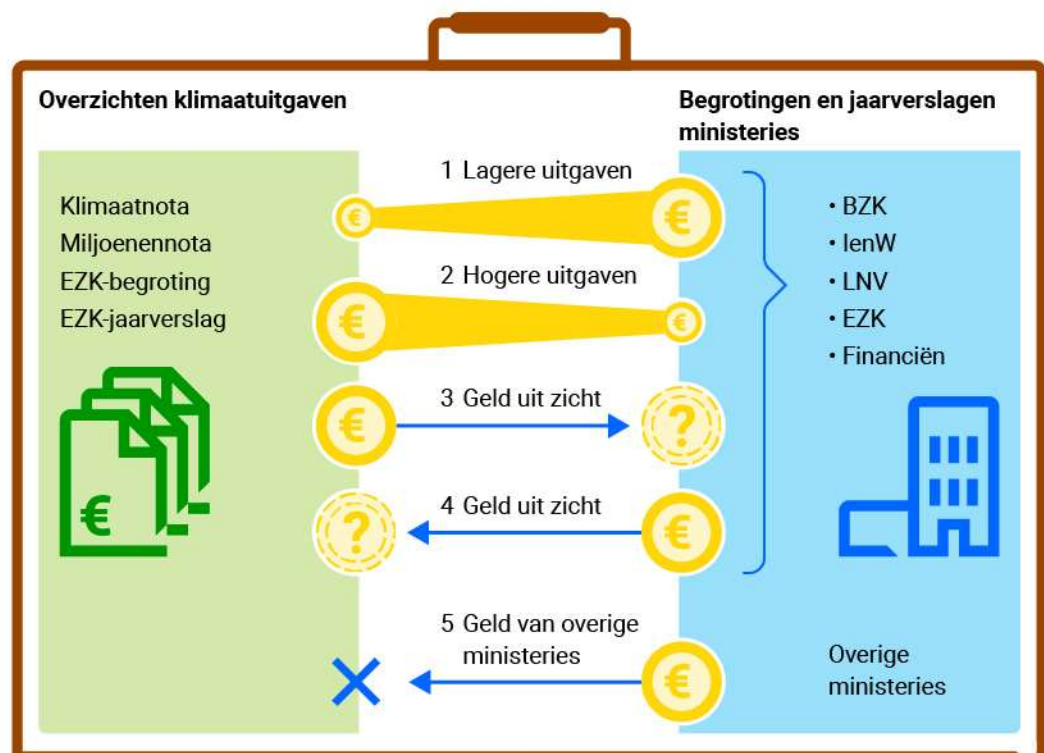 Overzichten klimaatuitgaven
Begrotingen en jaarverslagen
ministeries
Klimaatnota
Miljoenennota
EZK-begroting
EZK-jaarverslag
€
1 Lagere uitgaven
€
€
2 Hogere uitgaven
€
€
3 Geld uit zicht
€
?
4 Geld uit zicht
?
€
5 Geld van overige
ministeries
€
• BZK
• IenW
• LNV
• EZK
• Financiën
Overige
ministeries